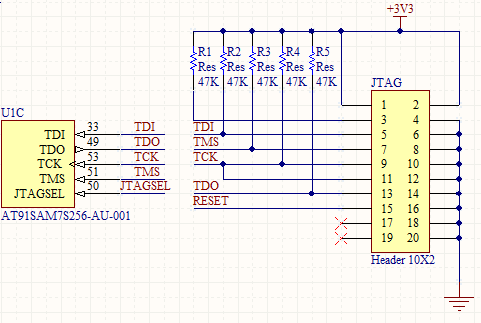 +3V3
R1 R2 R3 R4 R5
Res Res Res Res Res
47K 47K 47K 47K 47K
JTAG
U1C
1 2
3 4
5 6
7 8
9 10
11 12
13 14
15 16
17 18
19 20
TDI 33 TDI
TDO 49 TDO
TCK 53 TCK
TMS 51 TMS
JTAGSEL 50 JTAGSEL
TDI
TMS
TCK
TDO
RESET
AT91SAM7S256-AU-001
Header 10X2